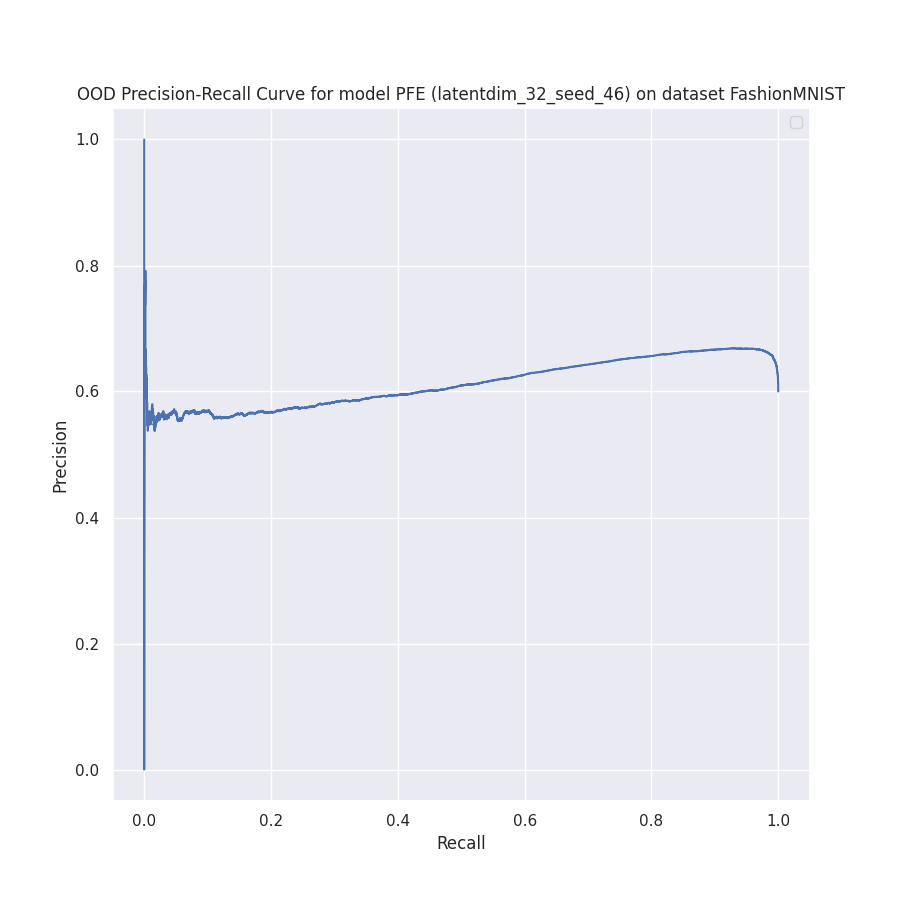 OOD Precision-Recall Curve for model PFE (latentdim_32_seed_46) on dataset FashionMNIST
1.0
0.8
0.6
0.4
0.2
0.0
Precision
0.0 0.2 0.4 0.6 0.8 1.0
Recall